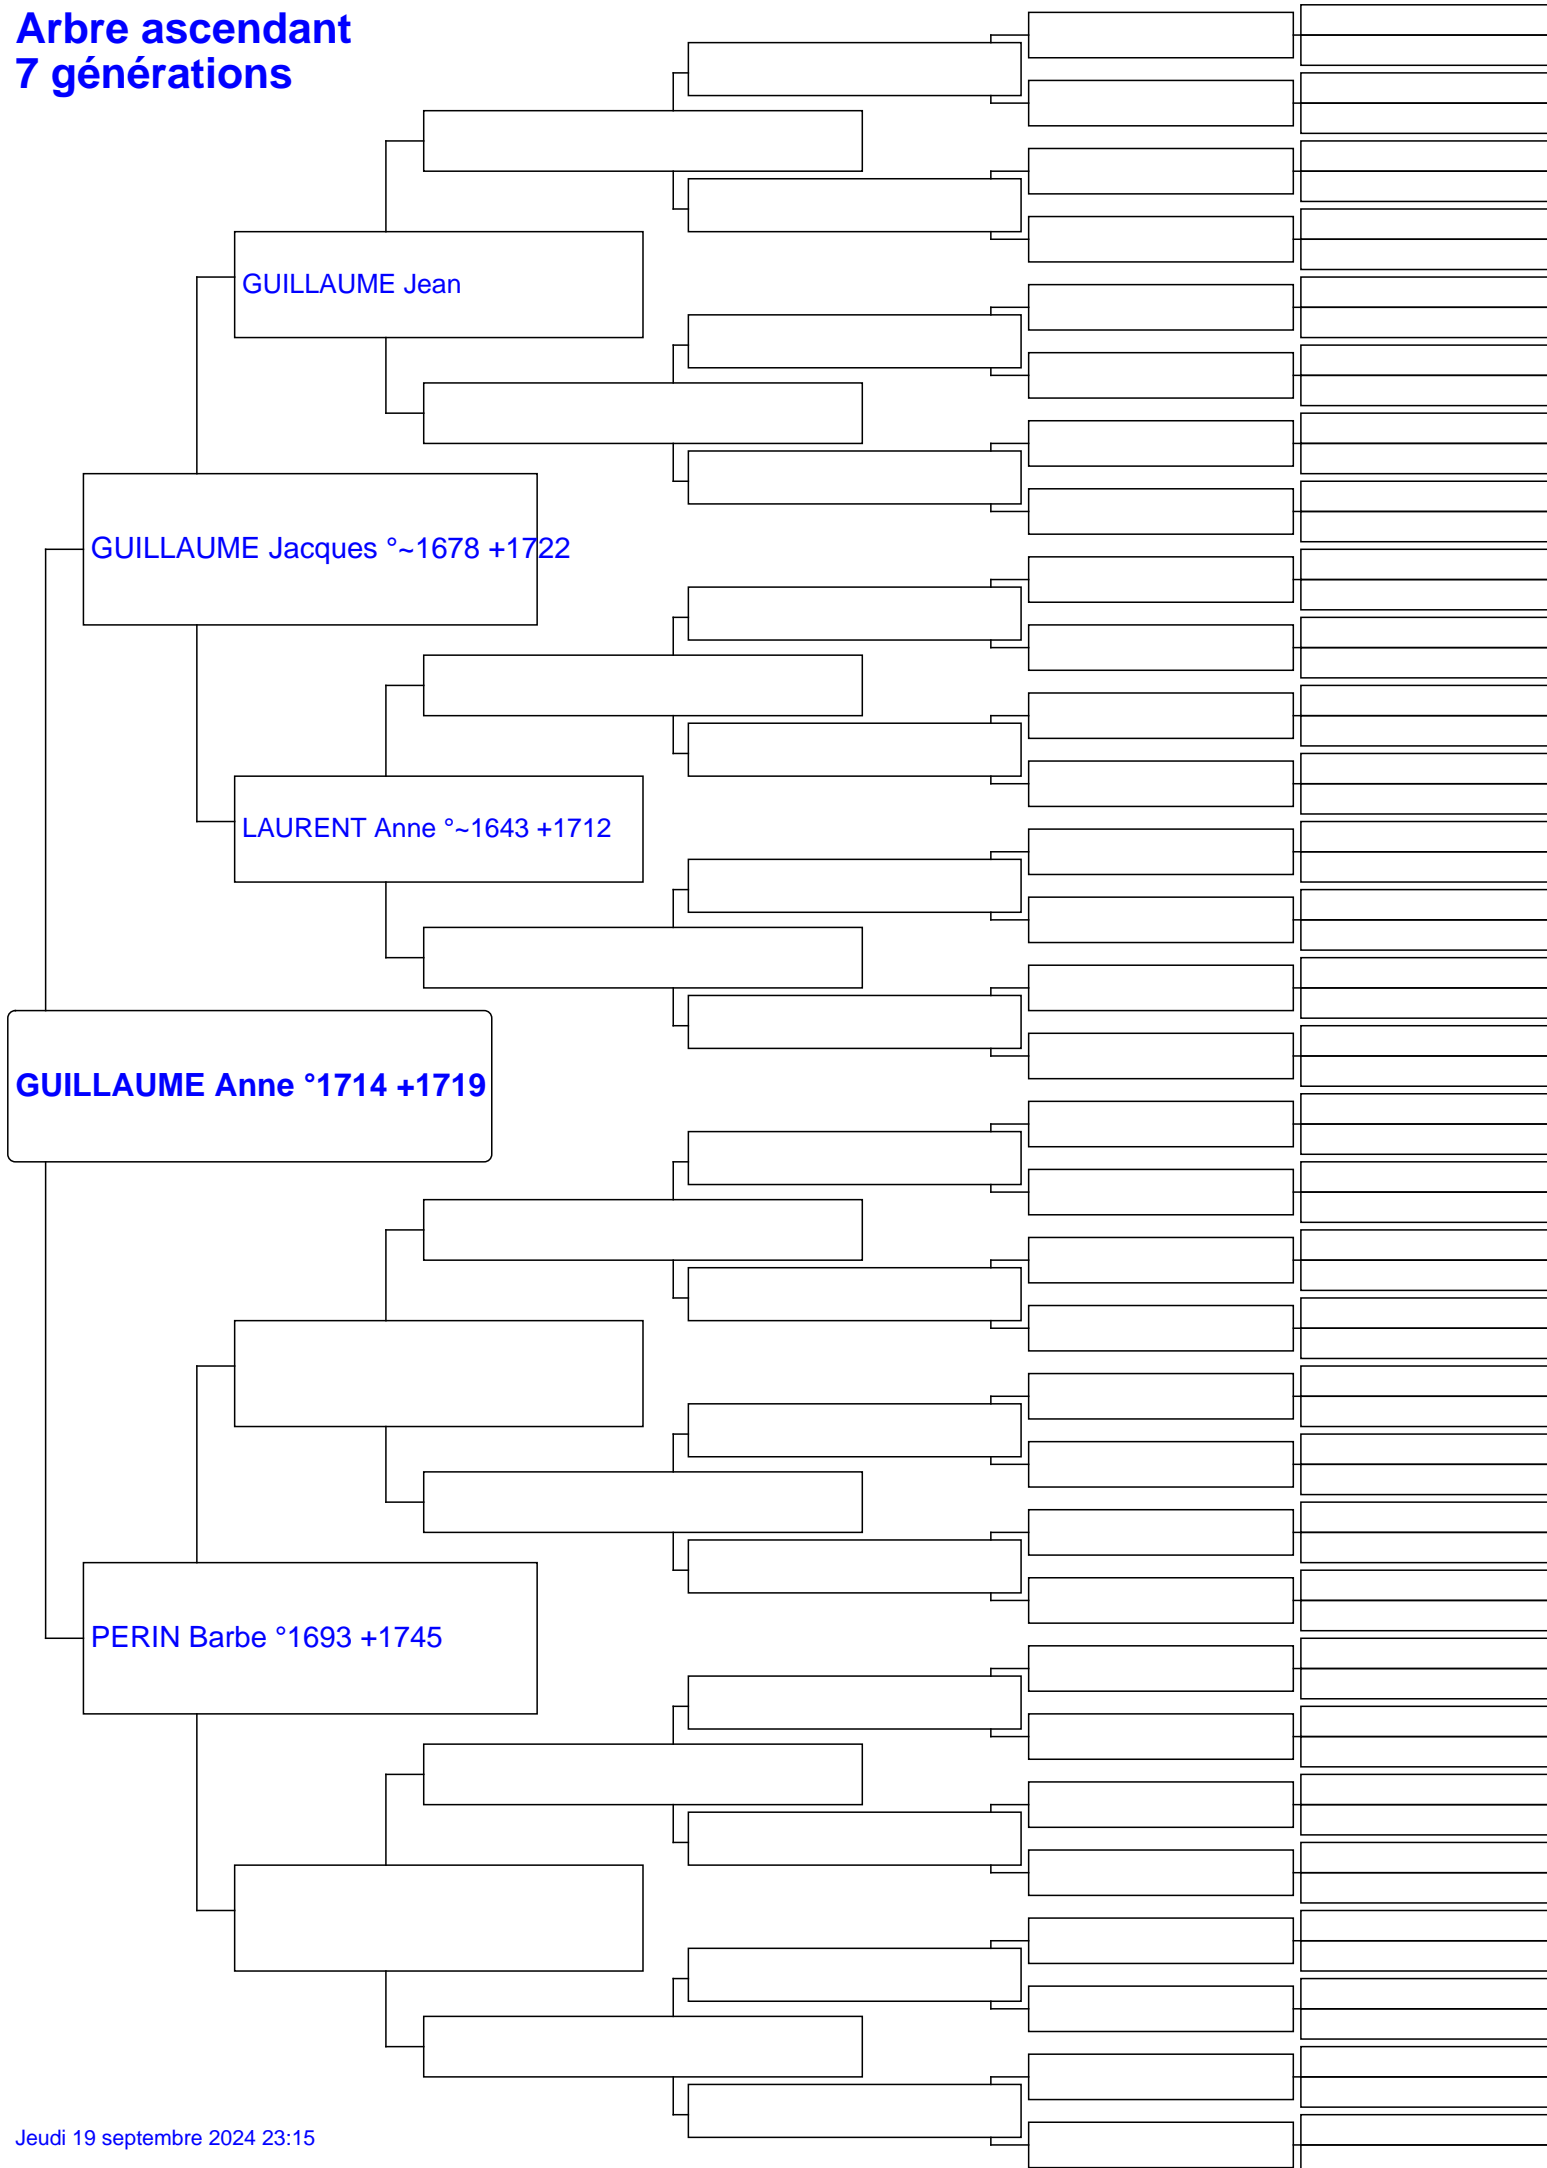 Arbre ascendant
7 générations
GUILLAUME Jean
GUILLAUME Jacques °~1678 +1722
LAURENT Anne °~1643 +1712
GUILLAUME Anne °1714 +1719
PERIN Barbe °1693 +1745
Jeudi 19 septembre 2024 23:15